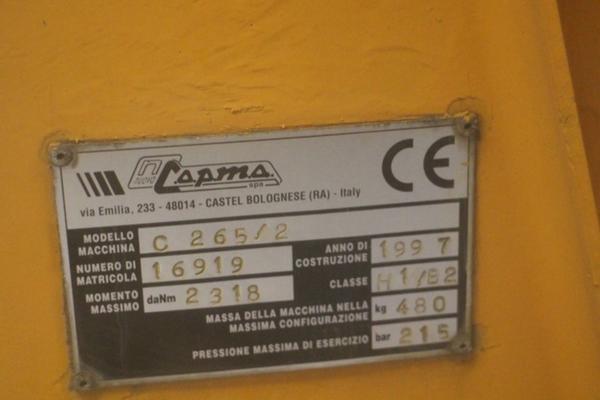 n nuova Capma. spa
CE
via Emilia, 233 - 48014 - CASTEL BOLOGNESE (RA) - Italy
MODELLO MACCHINA C 265/2
NUMERO DI MATRICOLA 16919
ANNO DI COSTRUZIONE 1997
MOMENTO MASSIMO daNm 2318
CLASSE H1/B2
MASSA DELLA MACCHINA NELLA MASSIMA CONFIGURAZIONE kg 480
PRESSIONE MASSIMA DI ESERCIZIO bar 215